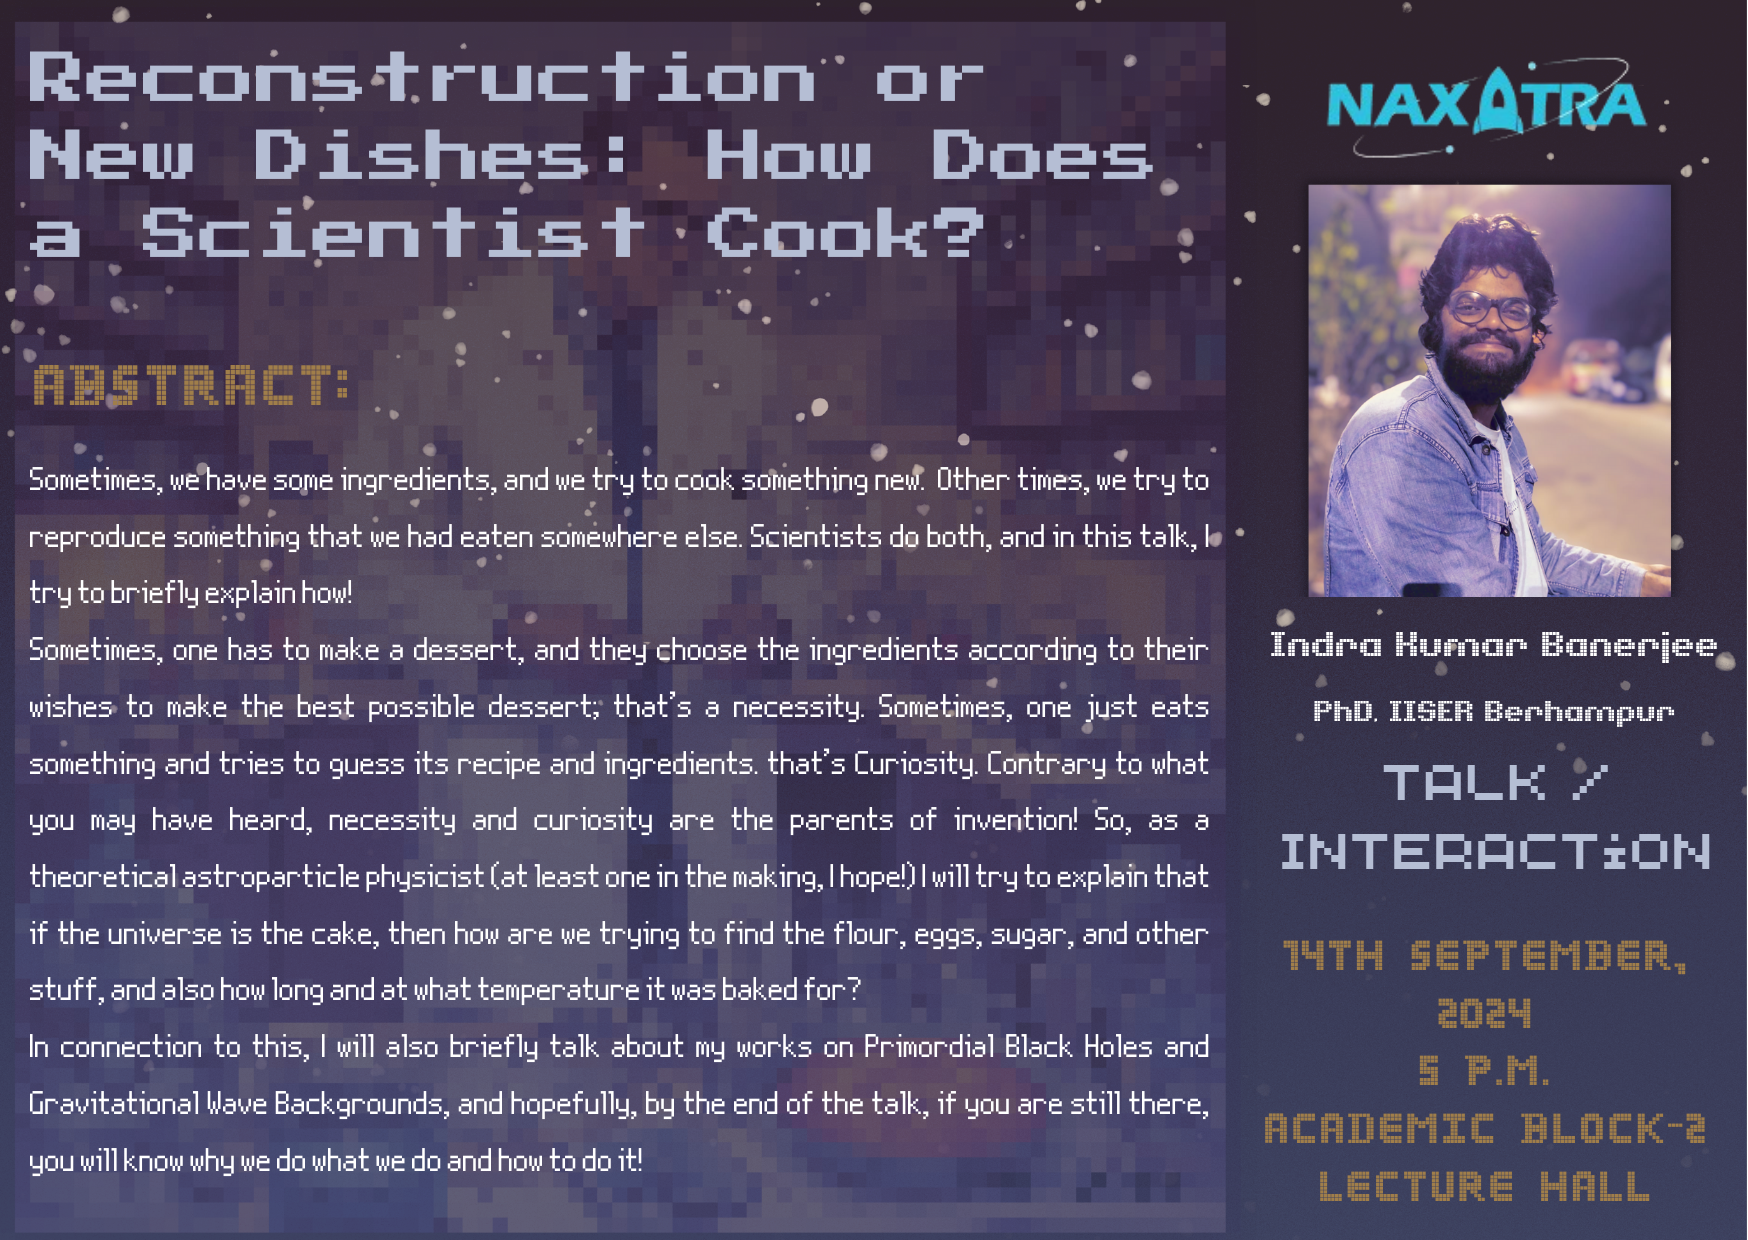 Reconstruction or
New Dishes: How Does
a Scientist Cook?
ABSTRACT:
Sometimes, we have some ingredients, and we try to cook something new. Other times, we try to
reproduce something that we had eaten somewhere else. Scientists do both, and in this talk, I
try to briefly explain how!
Sometimes, one has to make a dessert, and they choose the ingredients according to their
wishes to make the best possible dessert; that's a necessity. Sometimes, one just eats
something and tries to guess its recipe and ingredients. that's Curiosity. Contrary to what
you may have heard, necessity and curiosity are the parents of invention! So, as a
theoretical astroparticle physicist (at least one in the making, I hope!) I will try to explain that
if the universe is the cake, then how are we trying to find the flour, eggs, sugar, and other
stuff, and also how long and at what temperature it was baked for?
In connection to this, I will also briefly talk about my works on Primordial Black Holes and
Gravitational Wave Backgrounds, and hopefully, by the end of the talk, if you are still there,
you will know why we do what we do and how to do it!
NAXATRA
Indra Kumar Banerjee
PhD, IISER Berhampur
TALK /
INTERACTiON
14TH SEPTEMBER,
2024
5 P.M.
ACADEMIC BLOCK-2
LECTURE HALL